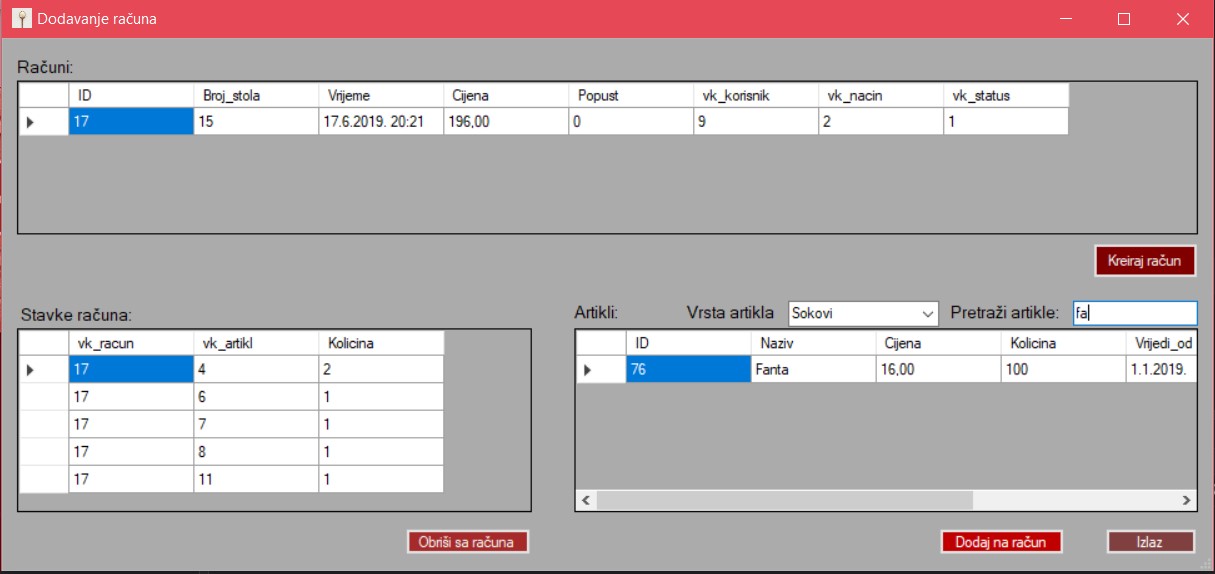 Dodavanje računa
Računi:
ID Broj_stola Vrijeme Cijena Popust vk_korisnik vk_nacin vk_status
17 15 17.6.2019. 20:21 196,00 0 9 2 1
Kreiraj račun
Stavke računa:
vk_racun vk_artikl Kolicina
17 4 2
17 6 1
17 7 1
17 8 1
17 11 1
Obriši sa računa
Artikli: Vrsta artikla Sokovi Pretraži artikle: fa
ID Naziv Cijena Kolicina Vrijedi_od
76 Fanta 16,00 100 1.1.2019.
Dodaj na račun Izlaz